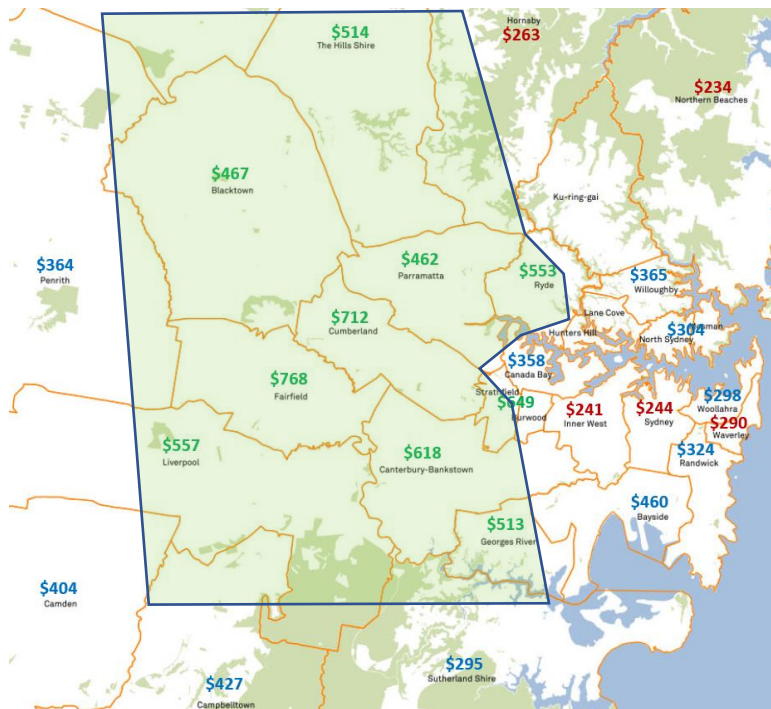 Hornsby
$263
$514
The Hills Shire
$234
Northern Beaches
$467
Blacktown
Ku-ring-gai
$364
Penrith
$462
Parramatta
$553
Ryde
$365
Willoughby
$712
Cumberland
Lane Cove
Hunters Hill
$304
Mosman
North Sydney
$358
Canada Bay
$768
Fairfield
Strathfield
$649
Burwood
$241
Inner West
$244
Sydney
$298
Woollahra
$290
Waverley
$324
Randwick
$557
Liverpool
$618
Canterbury-Bankstown
$460
Bayside
$513
Georges River
$404
Camden
$295
Sutherland Shire
$427
Campbelltown